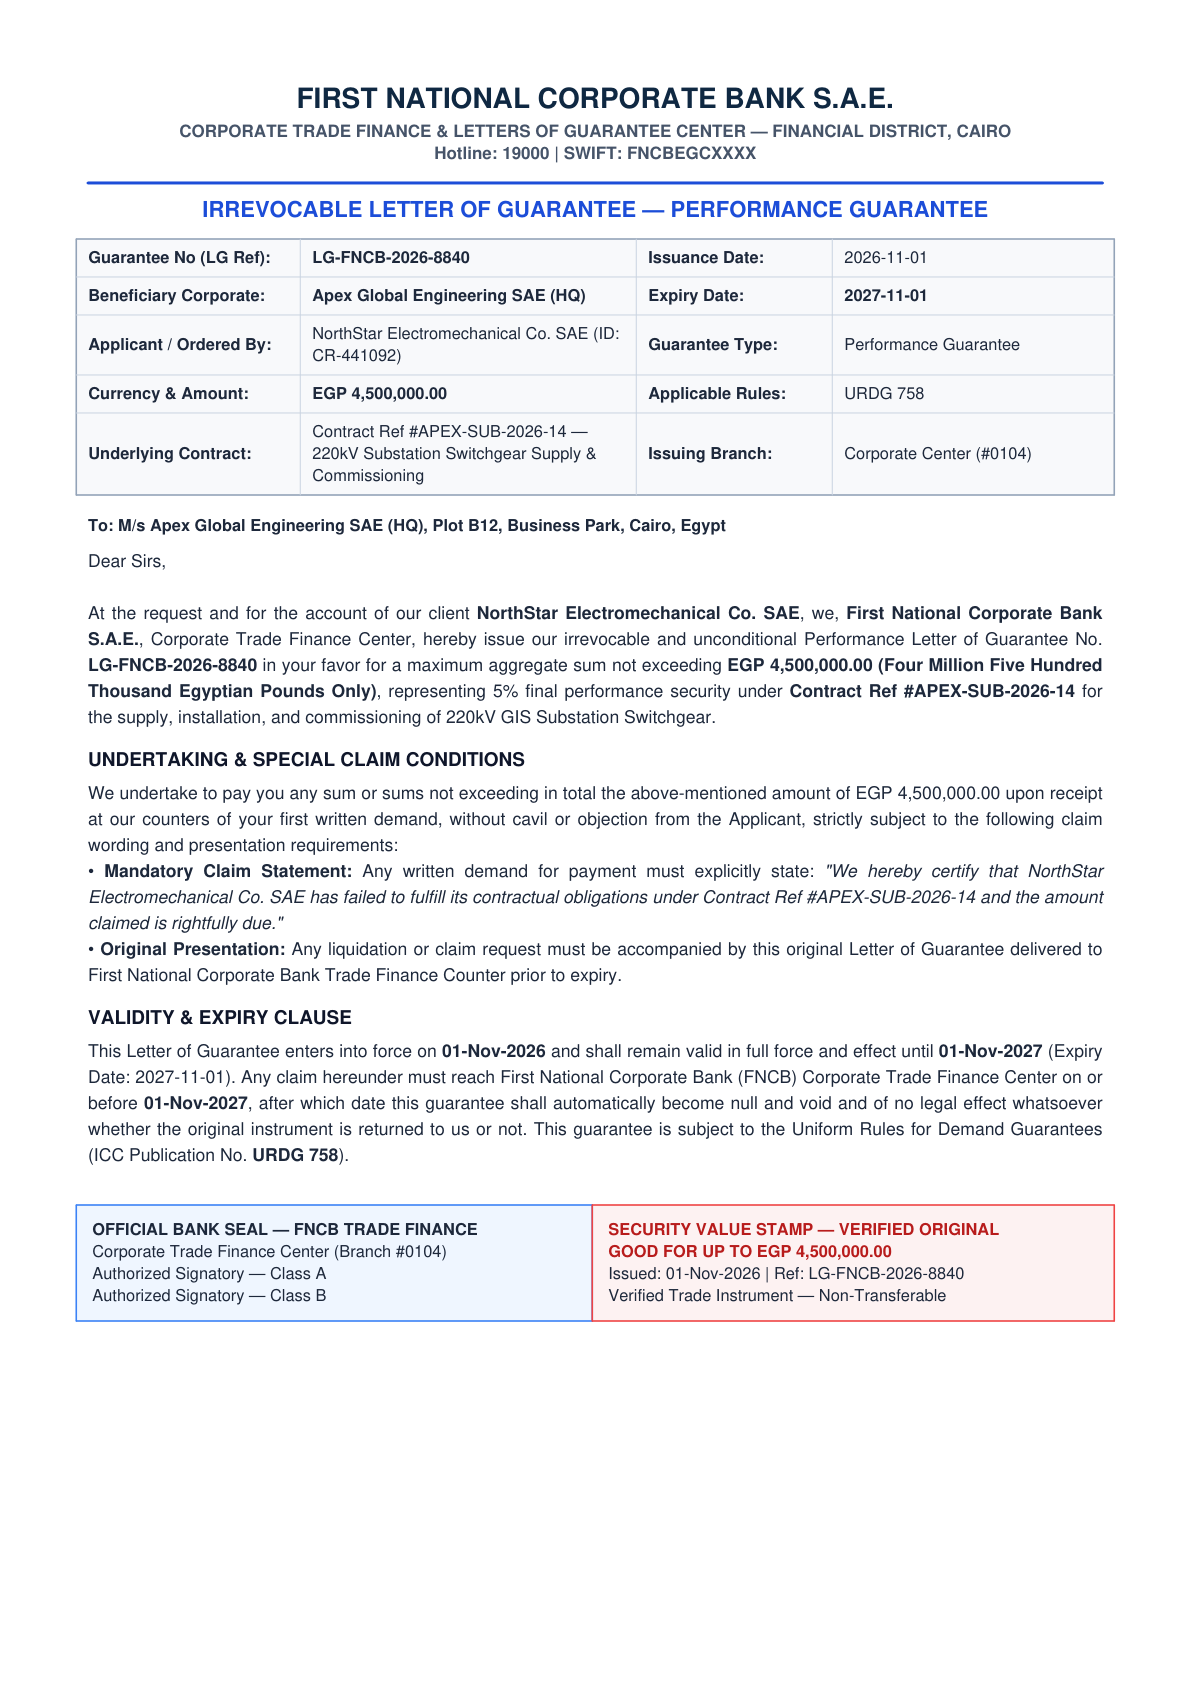 FIRST NATIONAL CORPORATE BANK S.A.E.
CORPORATE TRADE FINANCE & LETTERS OF GUARANTEE CENTER — FINANCIAL DISTRICT, CAIRO
Hotline: 19000 | SWIFT: FNCBEGCXXXX
IRREVOCABLE LETTER OF GUARANTEE — PERFORMANCE GUARANTEE
Guarantee No (LG Ref): LG-FNCB-2026-8840 Issuance Date: 2026-11-01
Beneficiary Corporate: Apex Global Engineering SAE (HQ) Expiry Date: 2027-11-01
Applicant / Ordered By: NorthStar Electromechanical Co. SAE (ID:
CR-441092) Guarantee Type: Performance Guarantee
Currency & Amount: EGP 4,500,000.00 Applicable Rules: URDG 758
Underlying Contract: Contract Ref #APEX-SUB-2026-14 —
220kV Substation Switchgear Supply &
Commissioning Issuing Branch: Corporate Center (#0104)
To: M/s Apex Global Engineering SAE (HQ), Plot B12, Business Park, Cairo, Egypt
Dear Sirs,
At the request and for the account of our client NorthStar Electromechanical Co. SAE, we, First National Corporate Bank
S.A.E., Corporate Trade Finance Center, hereby issue our irrevocable and unconditional Performance Letter of Guarantee No.
LG-FNCB-2026-8840 in your favor for a maximum aggregate sum not exceeding EGP 4,500,000.00 (Four Million Five Hundred
Thousand Egyptian Pounds Only), representing 5% final performance security under Contract Ref #APEX-SUB-2026-14 for
the supply, installation, and commissioning of 220kV GIS Substation Switchgear.
UNDERTAKING & SPECIAL CLAIM CONDITIONS
We undertake to pay you any sum or sums not exceeding in total the above-mentioned amount of EGP 4,500,000.00 upon receipt
at our counters of your first written demand, without cavil or objection from the Applicant, strictly subject to the following claim
wording and presentation requirements:
• Mandatory Claim Statement: Any written demand for payment must explicitly state: "We hereby certify that NorthStar
Electromechanical Co. SAE has failed to fulfill its contractual obligations under Contract Ref #APEX-SUB-2026-14 and the amount
claimed is rightfully due."
• Original Presentation: Any liquidation or claim request must be accompanied by this original Letter of Guarantee delivered to
First National Corporate Bank Trade Finance Counter prior to expiry.
VALIDITY & EXPIRY CLAUSE
This Letter of Guarantee enters into force on 01-Nov-2026 and shall remain valid in full force and effect until 01-Nov-2027 (Expiry
Date: 2027-11-01). Any claim hereunder must reach First National Corporate Bank (FNCB) Corporate Trade Finance Center on or
before 01-Nov-2027, after which date this guarantee shall automatically become null and void and of no legal effect whatsoever
whether the original instrument is returned to us or not. This guarantee is subject to the Uniform Rules for Demand Guarantees
(ICC Publication No. URDG 758).
OFFICIAL BANK SEAL — FNCB TRADE FINANCE
Corporate Trade Finance Center (Branch #0104)
Authorized Signatory — Class A
Authorized Signatory — Class B
SECURITY VALUE STAMP — VERIFIED ORIGINAL
GOOD FOR UP TO EGP 4,500,000.00
Issued: 01-Nov-2026 | Ref: LG-FNCB-2026-8840
Verified Trade Instrument — Non-Transferable